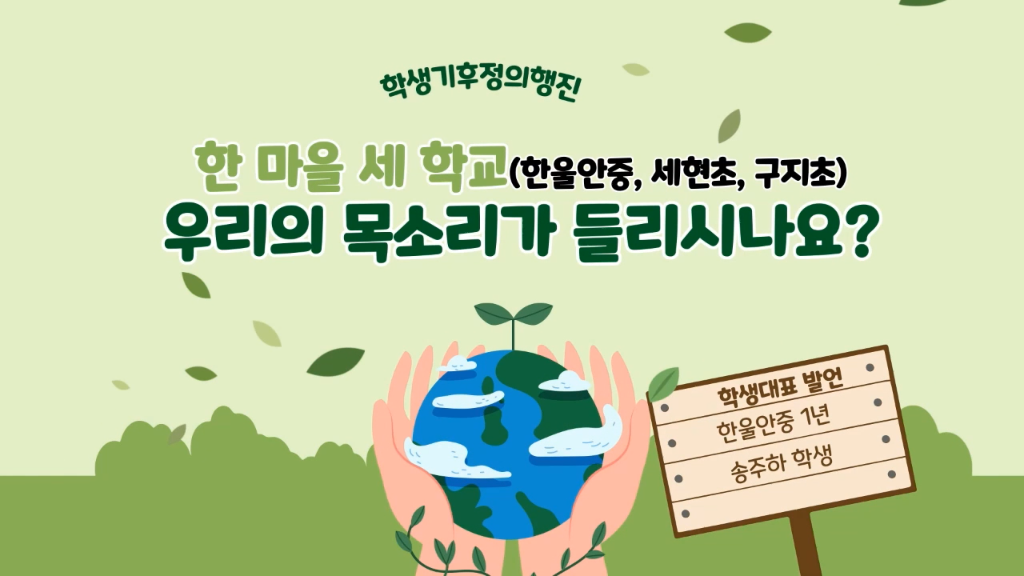 학생기후정의행진
한 마을 세 학교(한울안중, 세현초, 구지초)
우리의 목소리가 들리시나요?
학생대표 발언
한울안중 1년
송주하 학생